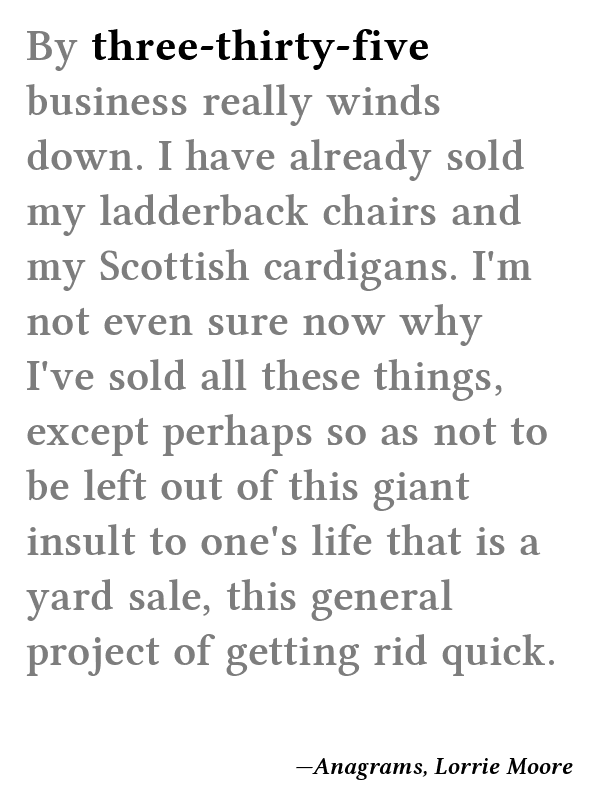 By three-thirty-five
business really winds
down. I have already sold
my ladderback chairs and
my Scottish cardigans. I'm
not even sure now why
I've sold all these things,
except perhaps so as not to
be left out of this giant
insult to one's life that is a
yard sale, this general
project of getting rid quick.
—Anagrams, Lorrie Moore